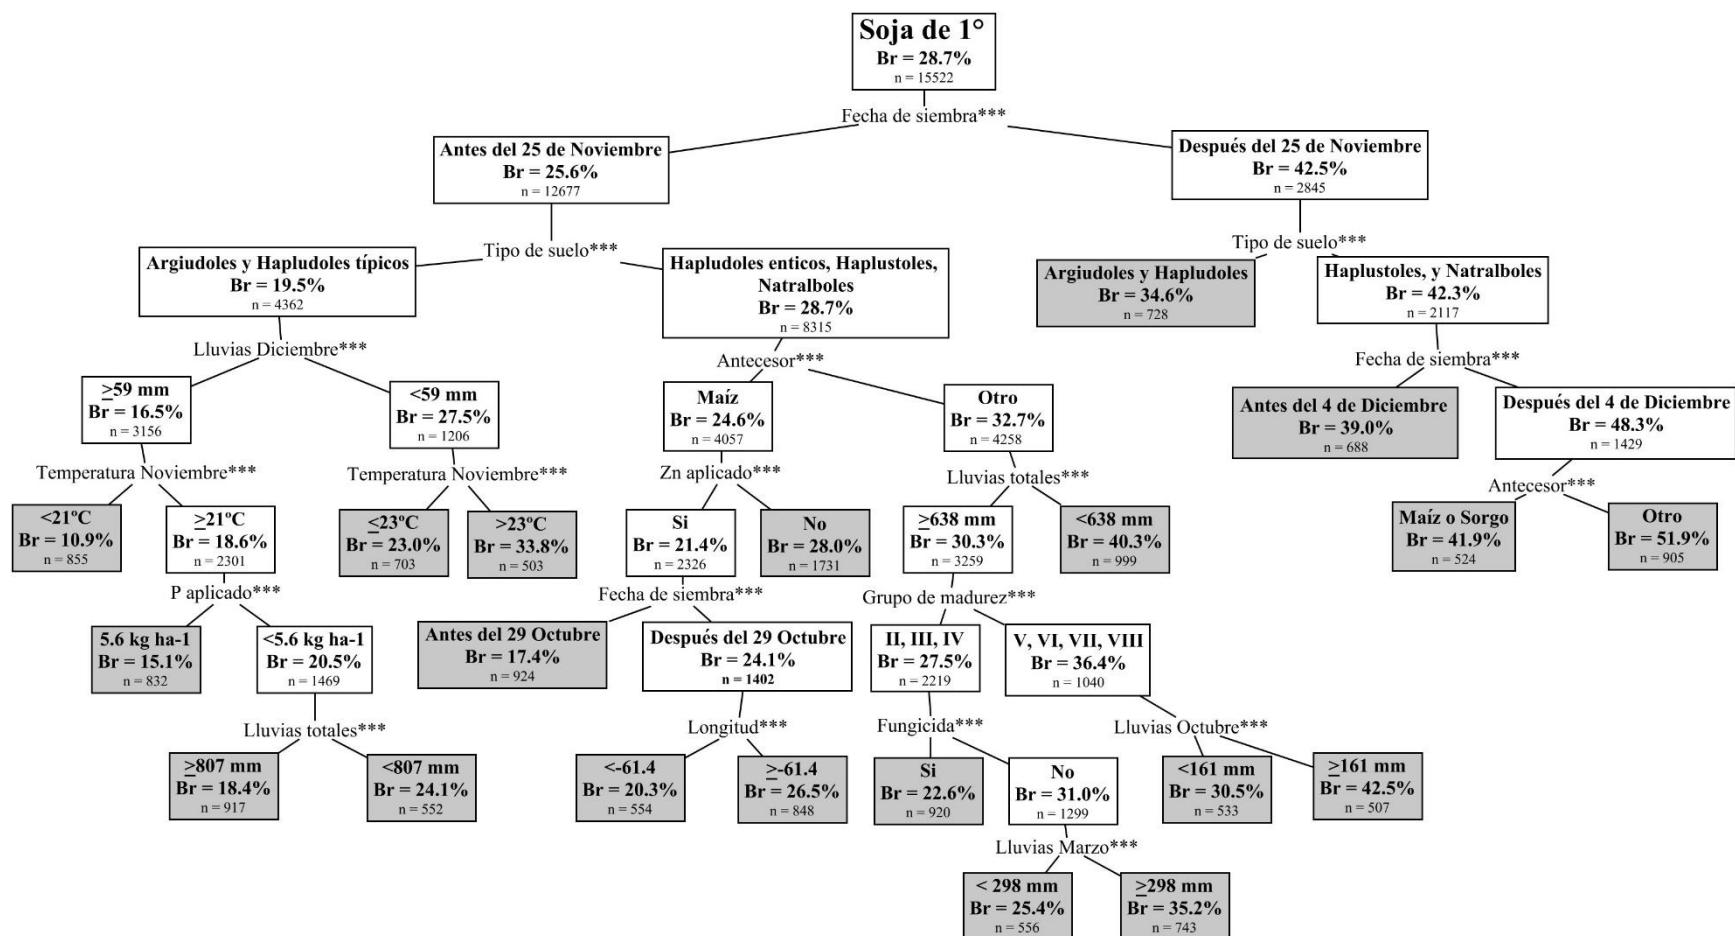 Soja de 1°
Br = 28.7%
n = 15522
Fecha de siembra***
Antes del 25 de Noviembre
Br = 25.6%
n = 12677
Después del 25 de Noviembre
Br = 42.5%
n = 2845
Tipo de suelo***
Tipo de suelo***
Argiudoles y Hapludoles típicos
Br = 19.5%
n = 4362
Hapludoles enticos, Haplustoles,
Natralboles
Br = 28.7%
n = 8315
Argiudoles y Hapludoles
Br = 34.6%
n = 728
Haplustoles, y Natralboles
Br = 42.3%
n = 2117
Lluvias Diciembre***
Antecesor***
Fecha de siembra***
≥59 mm
Br = 16.5%
n = 3156
<59 mm
Br = 27.5%
n = 1206
Maíz
Br = 24.6%
n = 4057
Otro
Br = 32.7%
n = 4258
Antes del 4 de Diciembre
Br = 39.0%
n = 688
Después del 4 de Diciembre
Br = 48.3%
n = 1429
Temperatura Noviembre***
Temperatura Noviembre***
Zn aplicado***
Lluvias totales***
Antecesor***
<21ºC
Br = 10.9%
n = 855
≥21ºC
Br = 18.6%
n = 2301
≤23ºC
Br = 23.0%
n = 703
>23ºC
Br = 33.8%
n = 503
Si
Br = 21.4%
n = 2326
No
Br = 28.0%
n = 1731
≥638 mm
Br = 30.3%
n = 3259
<638 mm
Br = 40.3%
n = 999
Maíz o Sorgo
Br = 41.9%
n = 524
Otro
Br = 51.9%
n = 905
P aplicado***
Fecha de siembra***
Grupo de madurez***
5.6 kg ha-1
Br = 15.1%
n = 832
<5.6 kg ha-1
Br = 20.5%
n = 1469
Antes del 29 Octubre
Br = 17.4%
n = 924
Después del 29 Octubre
Br = 24.1%
n = 1402
II, III, IV
Br = 27.5%
n = 2219
V, VI, VII, VIII
Br = 36.4%
n = 1040
Lluvias totales***
Longitud***
Fungicida***
Lluvias Octubre***
≥807 mm
Br = 18.4%
n = 917
<807 mm
Br = 24.1%
n = 552
<-61.4
Br = 20.3%
n = 554
≥-61.4
Br = 26.5%
n = 848
Si
Br = 22.6%
n = 920
No
Br = 31.0%
n = 1299
<161 mm
Br = 30.5%
n = 533
≥161 mm
Br = 42.5%
n = 507
Lluvias Marzo***
< 298 mm
Br = 25.4%
n = 556
≥298 mm
Br = 35.2%
n = 743